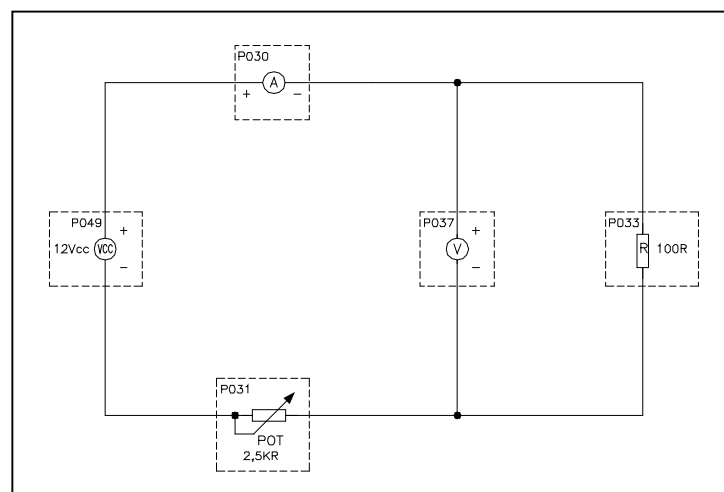 P030
A
+ −
P049
+
12Vcc VCC
−
P037
+
V
−
P033
R 100R
P031
POT
2,5KR